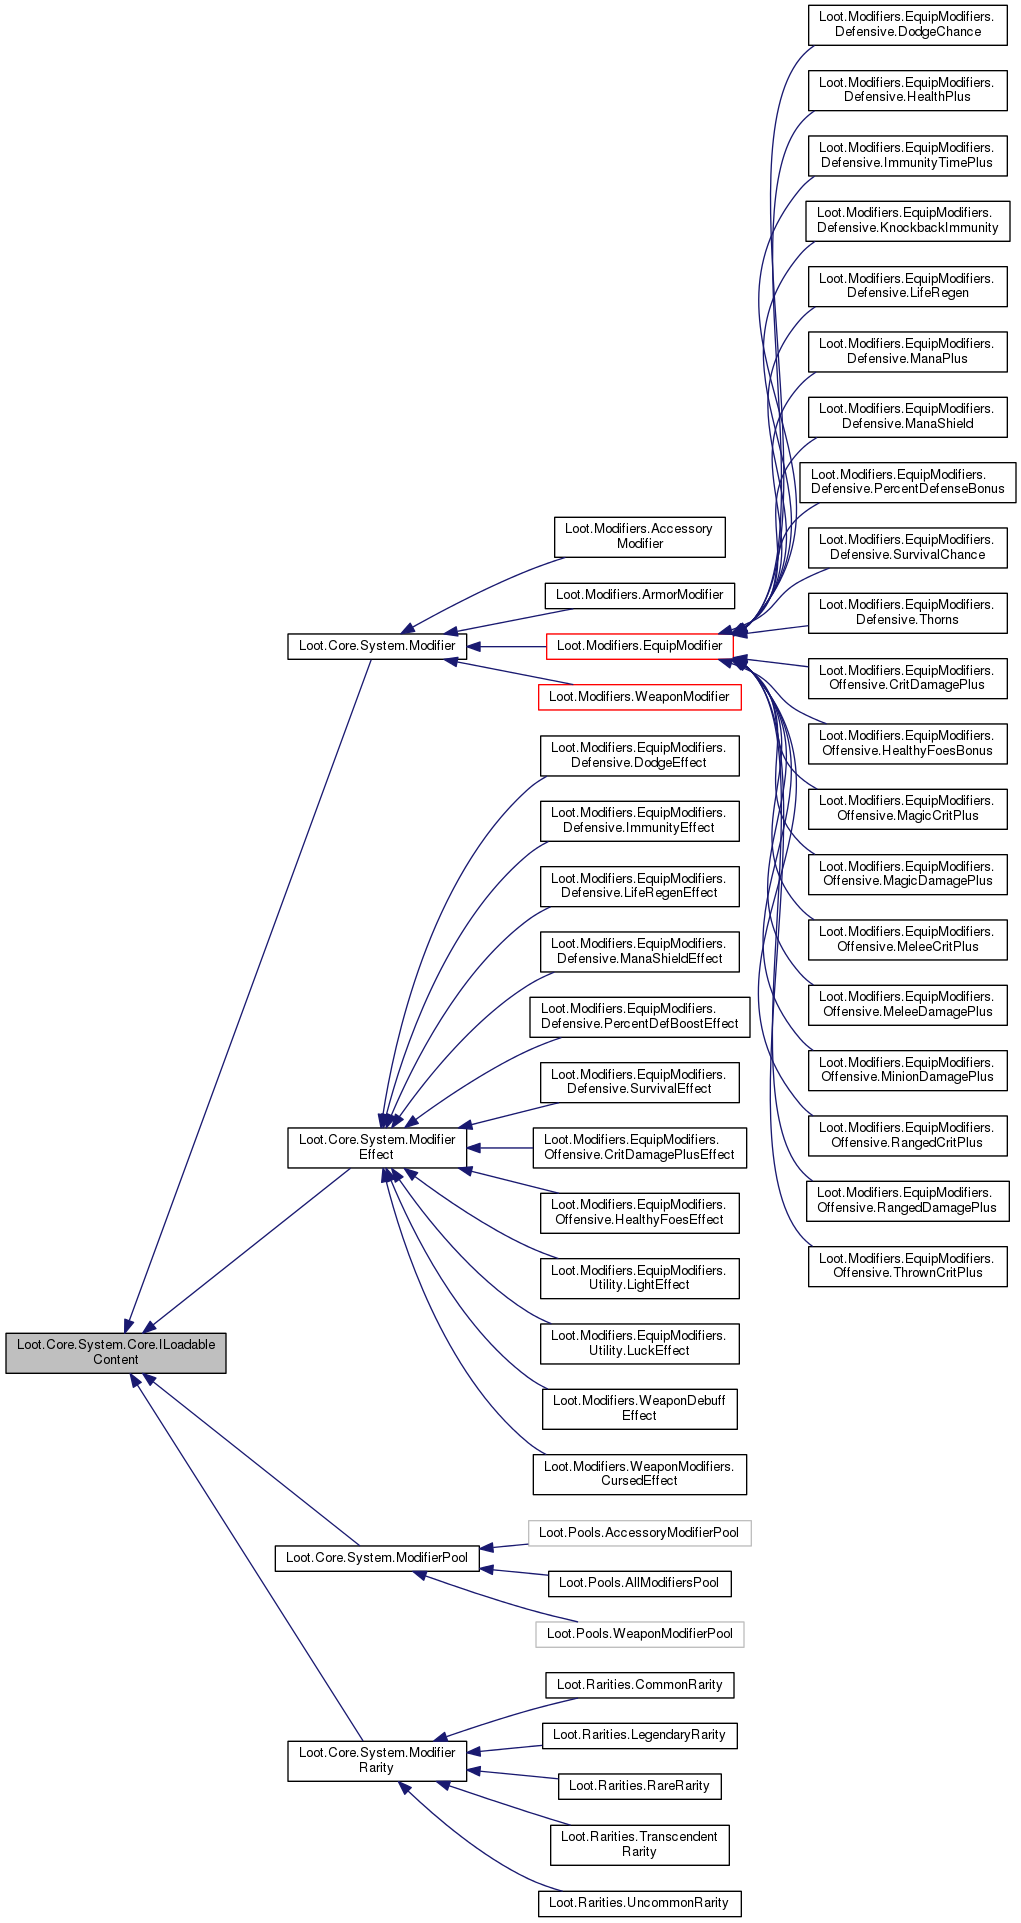 Loot.Modifiers.EquipModifiers.
Defensive.DodgeChance
Loot.Modifiers.EquipModifiers.
Defensive.HealthPlus
Loot.Modifiers.EquipModifiers.
Defensive.ImmunityTimePlus
Loot.Modifiers.EquipModifiers.
Defensive.KnockbackImmunity
Loot.Modifiers.EquipModifiers.
Defensive.LifeRegen
Loot.Modifiers.EquipModifiers.
Defensive.ManaPlus
Loot.Modifiers.EquipModifiers.
Defensive.ManaShield
Loot.Modifiers.EquipModifiers.
Defensive.PercentDefenseBonus
Loot.Modifiers.EquipModifiers.
Defensive.SurvivalChance
Loot.Modifiers.EquipModifiers.
Defensive.Thorns
Loot.Modifiers.EquipModifiers.
Offensive.CritDamagePlus
Loot.Modifiers.EquipModifiers.
Offensive.HealthyFoesBonus
Loot.Modifiers.EquipModifiers.
Offensive.MagicCritPlus
Loot.Modifiers.EquipModifiers.
Offensive.MagicDamagePlus
Loot.Modifiers.EquipModifiers.
Offensive.MeleeCritPlus
Loot.Modifiers.EquipModifiers.
Offensive.MeleeDamagePlus
Loot.Modifiers.EquipModifiers.
Offensive.MinionDamagePlus
Loot.Modifiers.EquipModifiers.
Offensive.RangedCritPlus
Loot.Modifiers.EquipModifiers.
Offensive.RangedDamagePlus
Loot.Modifiers.EquipModifiers.
Offensive.ThrownCritPlus
Loot.Modifiers.Accessory
Modifier
Loot.Modifiers.ArmorModifier
Loot.Modifiers.EquipModifier
Loot.Modifiers.WeaponModifier
Loot.Core.System.Modifier
Loot.Modifiers.EquipModifiers.
Defensive.DodgeEffect
Loot.Modifiers.EquipModifiers.
Defensive.ImmunityEffect
Loot.Modifiers.EquipModifiers.
Defensive.LifeRegenEffect
Loot.Modifiers.EquipModifiers.
Defensive.ManaShieldEffect
Loot.Modifiers.EquipModifiers.
Defensive.PercentDefBoostEffect
Loot.Modifiers.EquipModifiers.
Defensive.SurvivalEffect
Loot.Modifiers.EquipModifiers.
Offensive.CritDamagePlusEffect
Loot.Modifiers.EquipModifiers.
Offensive.HealthyFoesEffect
Loot.Modifiers.EquipModifiers.
Utility.LightEffect
Loot.Modifiers.EquipModifiers.
Utility.LuckEffect
Loot.Modifiers.WeaponDebuff
Effect
Loot.Modifiers.WeaponModifiers.
CursedEffect
Loot.Core.System.Modifier
Effect
Loot.Core.System.Core.ILoadable
Content
Loot.Pools.AccessoryModifierPool
Loot.Pools.AllModifiersPool
Loot.Pools.WeaponModifierPool
Loot.Core.System.ModifierPool
Loot.Rarities.CommonRarity
Loot.Rarities.LegendaryRarity
Loot.Rarities.RareRarity
Loot.Rarities.Transcendent
Rarity
Loot.Rarities.UncommonRarity
Loot.Core.System.Modifier
Rarity